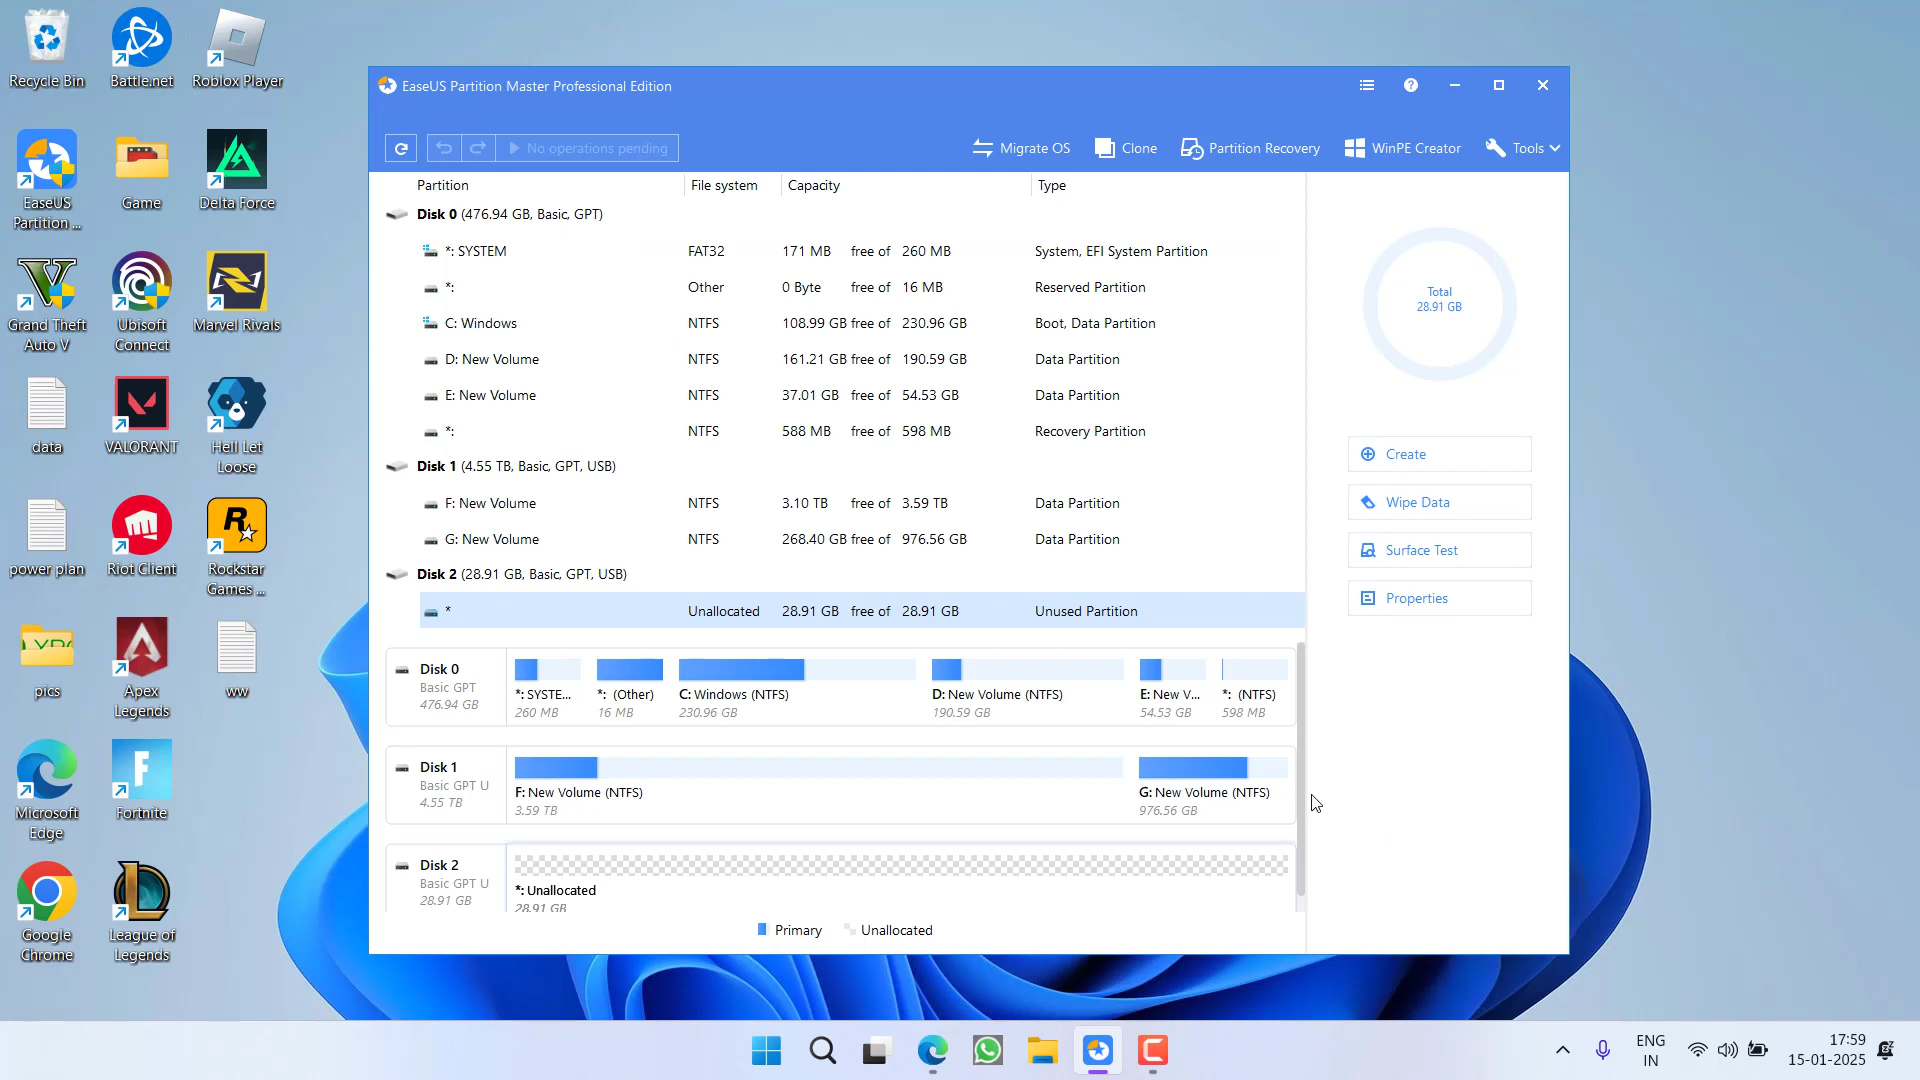 Recycle Bin
Battle.net
Roblox Player
EaseUS
Partition ...
Game
Delta Force
Grand Theft
Auto V
Ubisoft
Connect
Marvel Rivals
data
VALORANT
Hell Let
Loose
power plan
Riot Client
Rockstar
Games ...
pics
Apex
Legends
ww
Microsoft
Edge
Fortnite
Google
Chrome
League of
Legends
EaseUS Partition Master Professional Edition
No operations pending
Migrate OS
Clone
Partition Recovery
WinPE Creator
Tools
Partition File system Capacity Type
Disk 0 (476.94 GB, Basic, GPT)
*: SYSTEM FAT32 171 MB free of 260 MB System, EFI System Partition
*: Other 0 Byte free of 16 MB Reserved Partition
C: Windows NTFS 108.99 GB free of 230.96 GB Boot, Data Partition
D: New Volume NTFS 161.21 GB free of 190.59 GB Data Partition
E: New Volume NTFS 37.01 GB free of 54.53 GB Data Partition
*: NTFS 588 MB free of 598 MB Recovery Partition
Disk 1 (4.55 TB, Basic, GPT, USB)
F: New Volume NTFS 3.10 TB free of 3.59 TB Data Partition
G: New Volume NTFS 268.40 GB free of 976.56 GB Data Partition
Disk 2 (28.91 GB, Basic, GPT, USB)
* Unallocated 28.91 GB free of 28.91 GB Unused Partition
Disk 0
Basic GPT
476.94 GB
*: SYSTE...
260 MB
*: (Other)
16 MB
C: Windows (NTFS)
230.96 GB
D: New Volume (NTFS)
190.59 GB
E: New V...
54.53 GB
*: (NTFS)
598 MB
Disk 1
Basic GPT U
4.55 TB
F: New Volume (NTFS)
3.59 TB
G: New Volume (NTFS)
976.56 GB
Disk 2
Basic GPT U
28.91 GB
*: Unallocated
28.91 GB
Primary
Unallocated
Total
28.91 GB
Create
Wipe Data
Surface Test
Properties
ENG
IN
17:59
15-01-2025